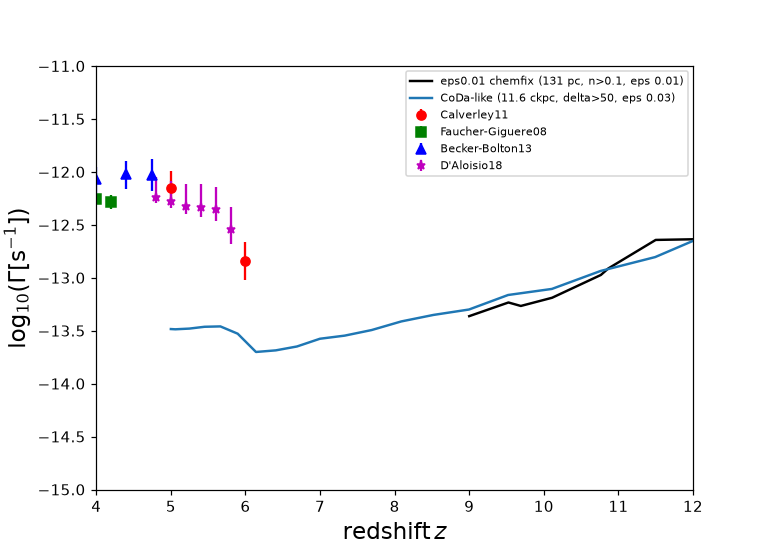 −11.0
−11.5
−12.0
−12.5
−13.0
−13.5
−14.0
−14.5
−15.0
log₁₀(Γ[s⁻¹])
eps0.01 chemfix (131 pc, n>0.1, eps 0.01)
CoDa-like (11.6 ckpc, delta>50, eps 0.03)
Calverley11
Faucher-Giguere08
Becker-Bolton13
D'Aloisio18
4 5 6 7 8 9 10 11 12
redshift z